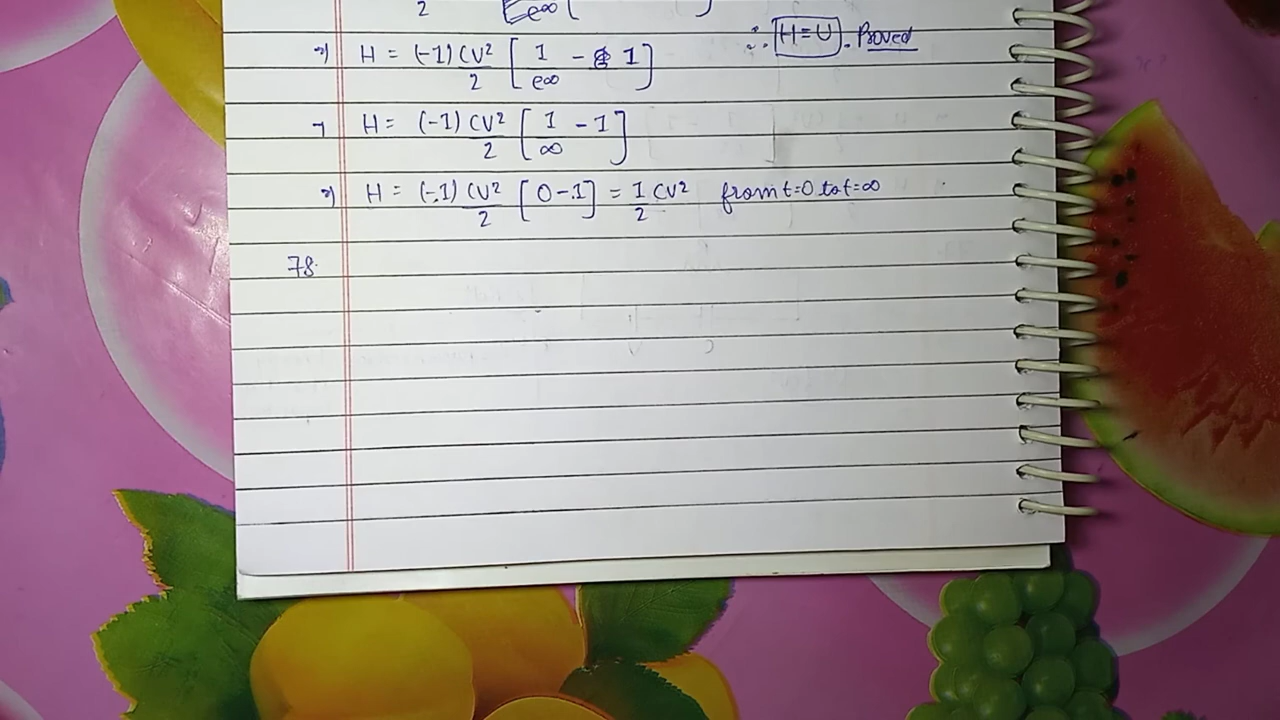 2 [e∞ ( )
⇒) H = (-1) CV²/2 [1/e∞ - 1] ∴ H=U. Proved
⇒ H = (-1) CV²/2 [1/∞ - 1]
⇒) H = (-1) CV²/2 [0-1] = 1/2 CV² from t=0 to t=∞
78.